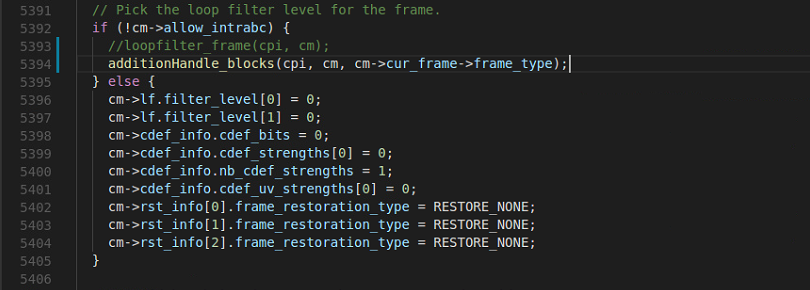 5391 // Pick the loop filter level for the frame.
5392 if (!cm->allow_intrabc) {
5393 //loopfilter_frame(cpi, cm);
5394 additionHandle_blocks(cpi, cm, cm->cur_frame->frame_type);
5395 } else {
5396 cm->lf.filter_level[0] = 0;
5397 cm->lf.filter_level[1] = 0;
5398 cm->cdef_info.cdef_bits = 0;
5399 cm->cdef_info.cdef_strengths[0] = 0;
5400 cm->cdef_info.nb_cdef_strengths = 1;
5401 cm->cdef_info.cdef_uv_strengths[0] = 0;
5402 cm->rst_info[0].frame_restoration_type = RESTORE_NONE;
5403 cm->rst_info[1].frame_restoration_type = RESTORE_NONE;
5404 cm->rst_info[2].frame_restoration_type = RESTORE_NONE;
5405 }
5406